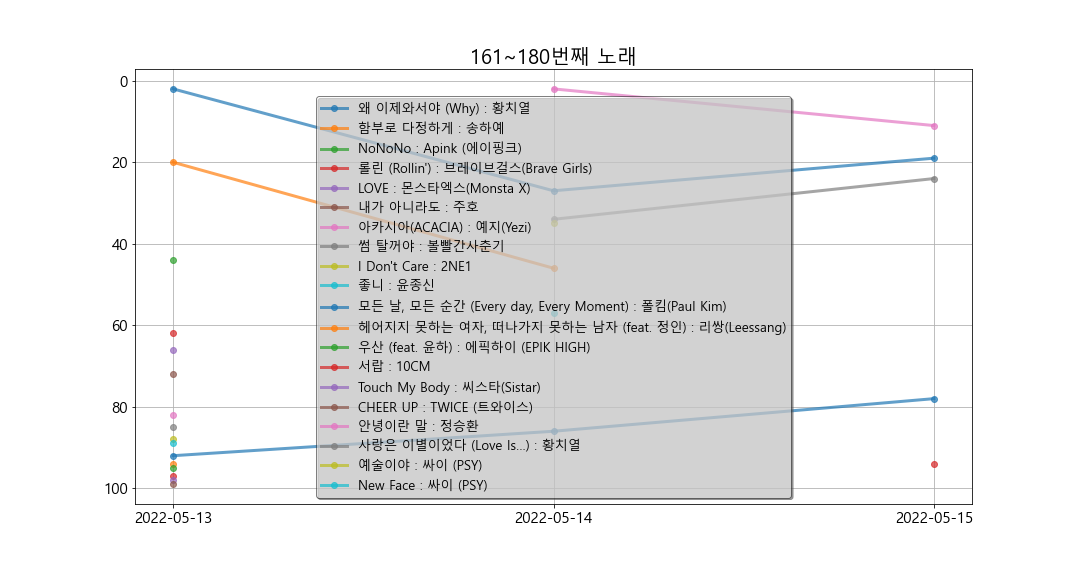 161~180번째 노래
0
20
40
60
80
100
왜 이제와서야 (Why) : 황치열
함부로 다정하게 : 송하예
NoNoNo : Apink (에이핑크)
롤린 (Rollin') : 브레이브걸스(Brave Girls)
LOVE : 몬스타엑스(Monsta X)
내가 아니라도 : 주호
아카시아(ACACIA) : 예지(Yezi)
썸 탈꺼야 : 볼빨간사춘기
I Don't Care : 2NE1
좋니 : 윤종신
모든 날, 모든 순간 (Every day, Every Moment) : 폴킴(Paul Kim)
헤어지지 못하는 여자, 떠나가지 못하는 남자 (feat. 정인) : 리쌍(Leessang)
우산 (feat. 윤하) : 에픽하이 (EPIK HIGH)
서랍 : 10CM
Touch My Body : 씨스타(Sistar)
CHEER UP : TWICE (트와이스)
안녕이란 말 : 정승환
사랑은 이별이었다 (Love Is...) : 황치열
예술이야 : 싸이 (PSY)
New Face : 싸이 (PSY)
2022-05-13
2022-05-14
2022-05-15